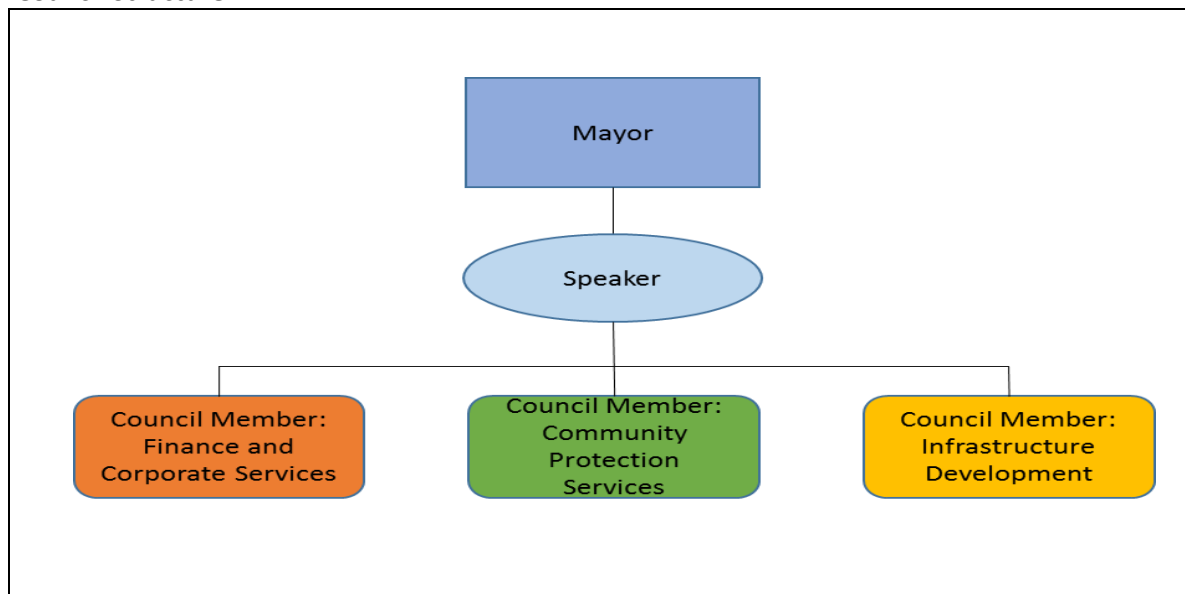 Mayor
Speaker
Council Member:
Finance and
Corporate Services
Council Member:
Community
Protection
Services
Council Member:
Infrastructure
Development